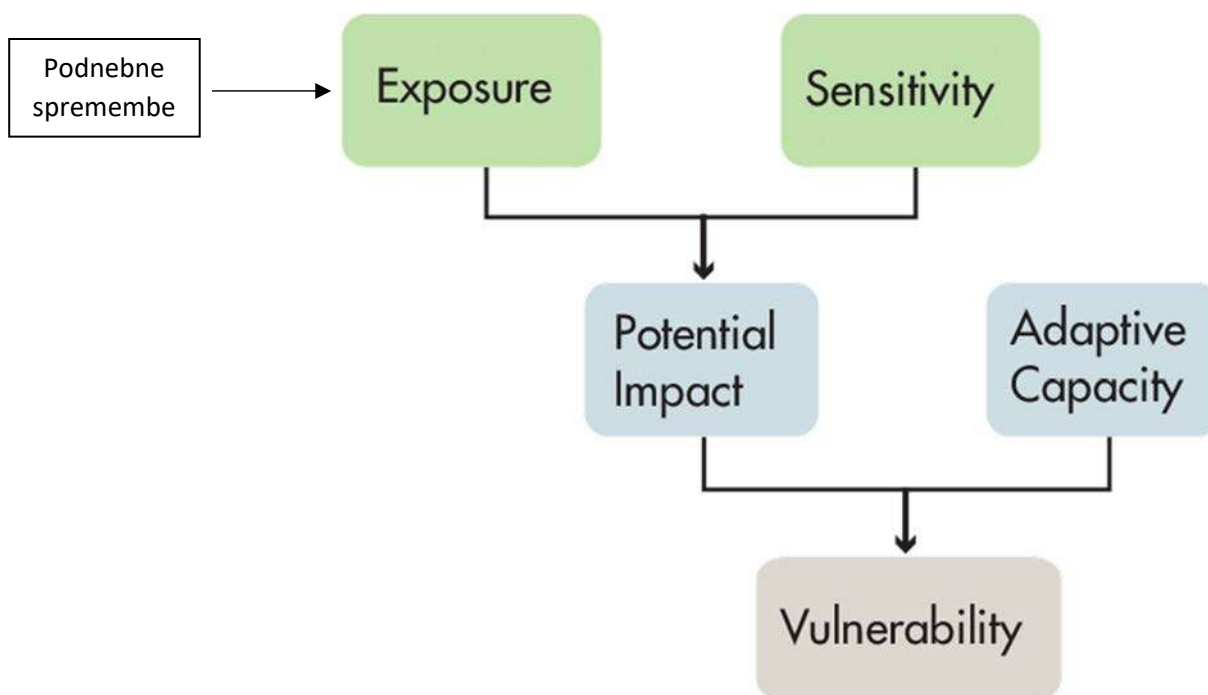 Podnebne
spremembe
Exposure
Sensitivity
Potential
Impact
Adaptive
Capacity
Vulnerability